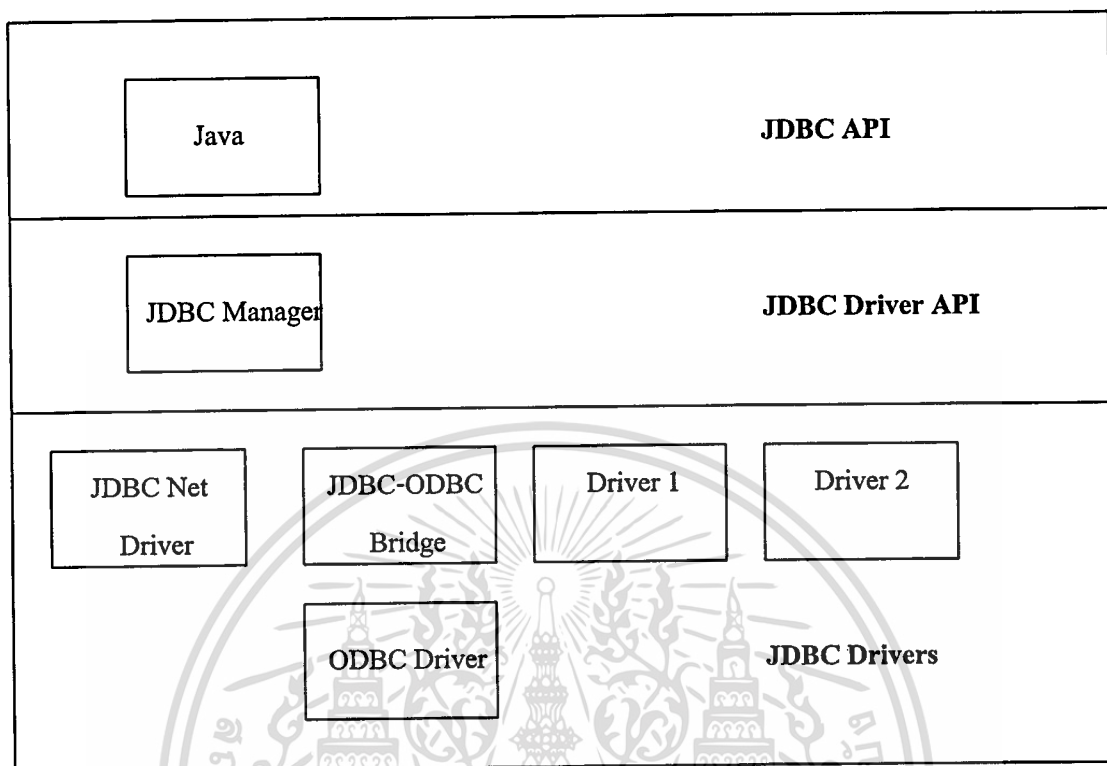 Java
JDBC API
JDBC Manager
JDBC Driver API
JDBC Net
Driver
JDBC-ODBC
Bridge
Driver 1
Driver 2
ODBC Driver
JDBC Drivers